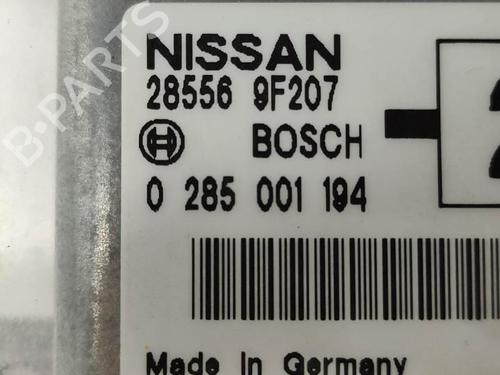 NISSAN
28556 9F207
BOSCH
0 285 001 194
Made In Germany
B-PARTS